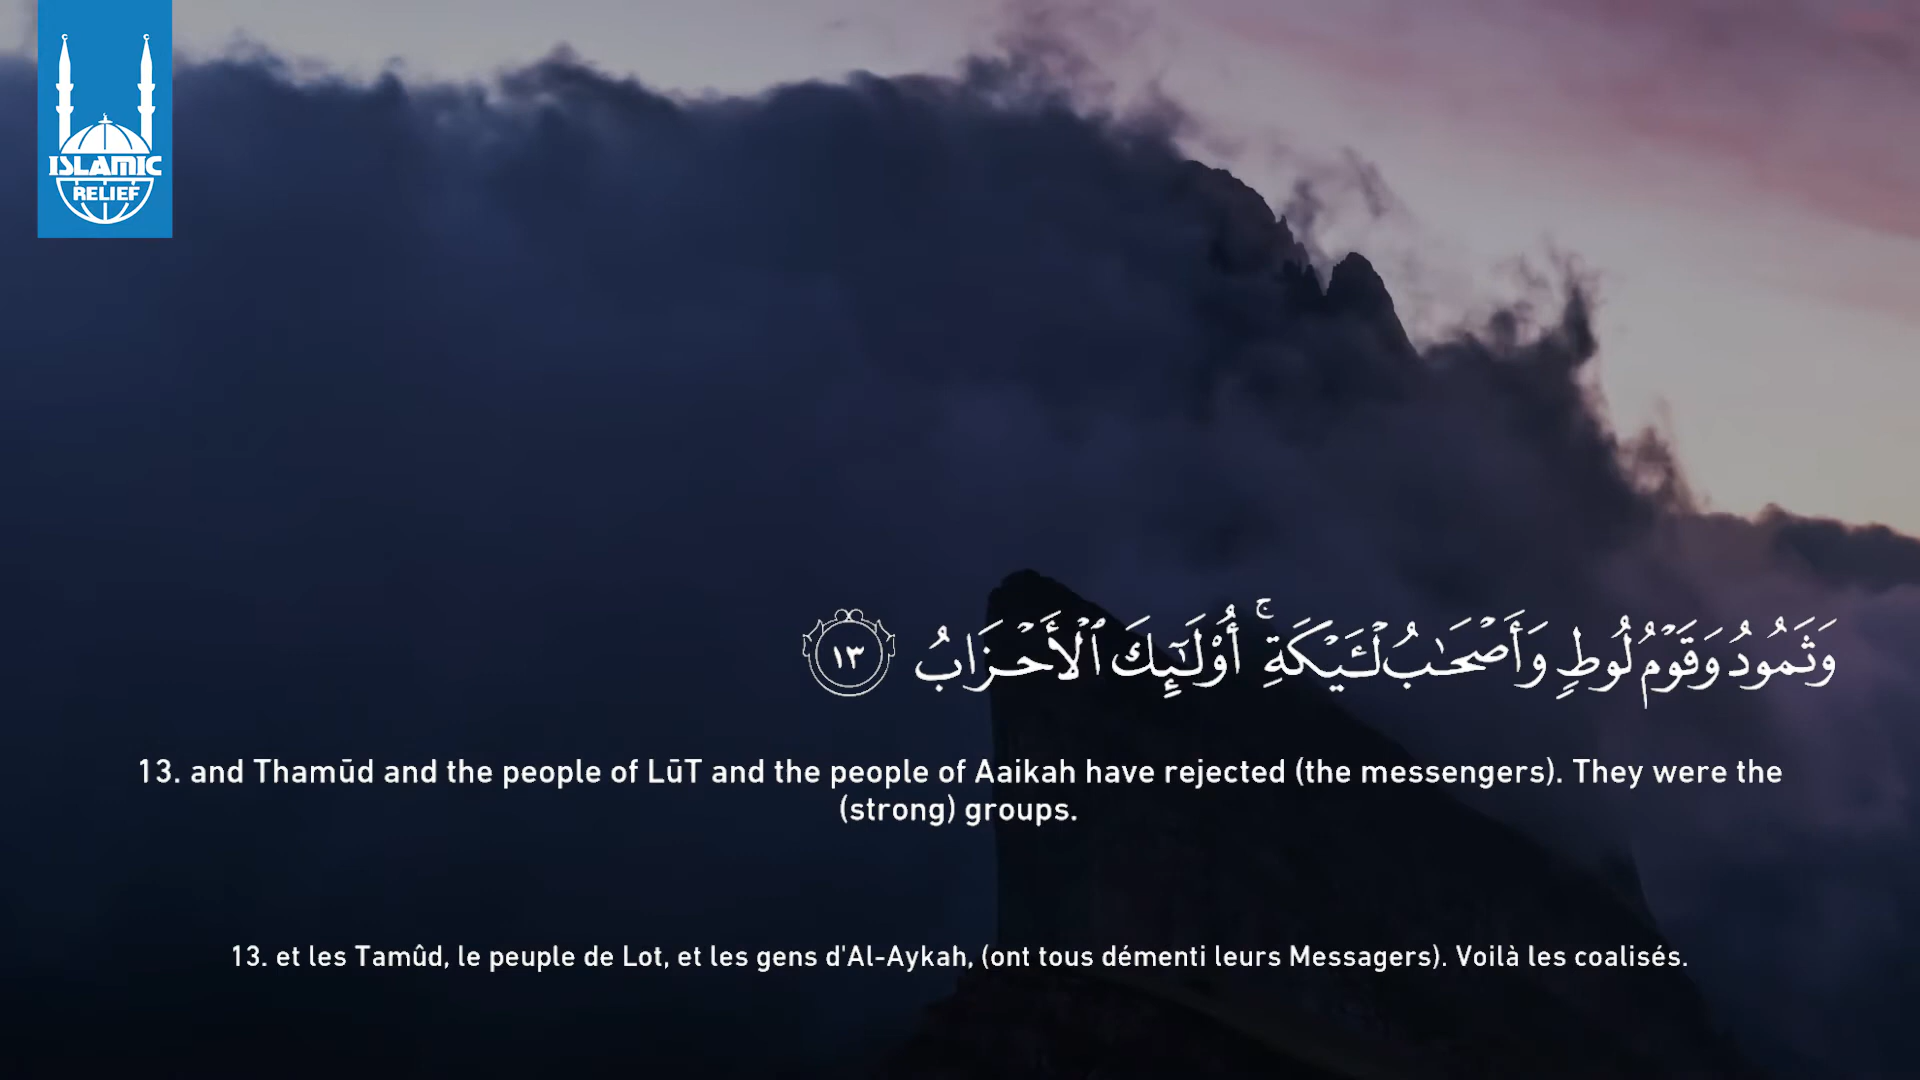 ISLAMIC
RELIEF
وَثَمُودُ وَقَوْمُ لُوطٍ وَأَصْحَٰبُ لْـَٔيْكَةِ ۚ أُو۟لَٰٓئِكَ ٱلْأَحْزَابُ ١٣
13. and Thamūd and the people of LūT and the people of Aaikah have rejected (the messengers). They were the
(strong) groups.
13. et les Tamûd, le peuple de Lot, et les gens d'Al-Aykah, (ont tous démenti leurs Messagers). Voilà les coalisés.